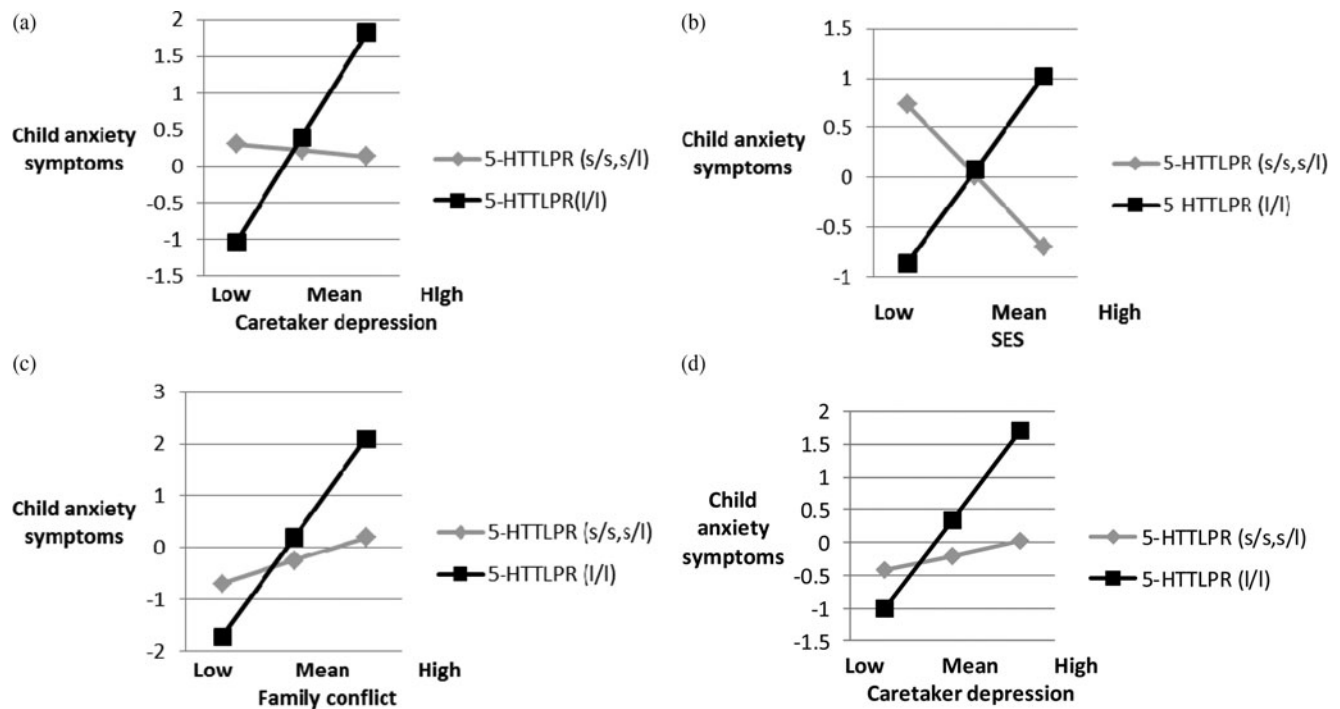 (a)
2
1.5
1
0.5
0
-0.5
-1
-1.5
Child anxiety
symptoms
5-HTTLPR (s/s,s/l)
5-HTTLPR(l/l)
Low Mean High
Caretaker depression
(b)
1.5
1
0.5
0
-0.5
-1
Child anxiety
symptoms
5-HTTLPR (s/s,s/l)
5 HTTLPR (l/l)
Low Mean High
SES
(c)
3
2
1
0
-1
-2
Child anxiety
symptoms
5-HTTLPR (s/s,s/l)
5-HTTLPR (l/l)
Low Mean High
Family conflict
(d)
2
1.5
1
0.5
0
-0.5
-1
-1.5
Child
anxiety
symptoms
5-HTTLPR (s/s,s/l)
5-HTTLPR (l/l)
Low Mean High
Caretaker depression